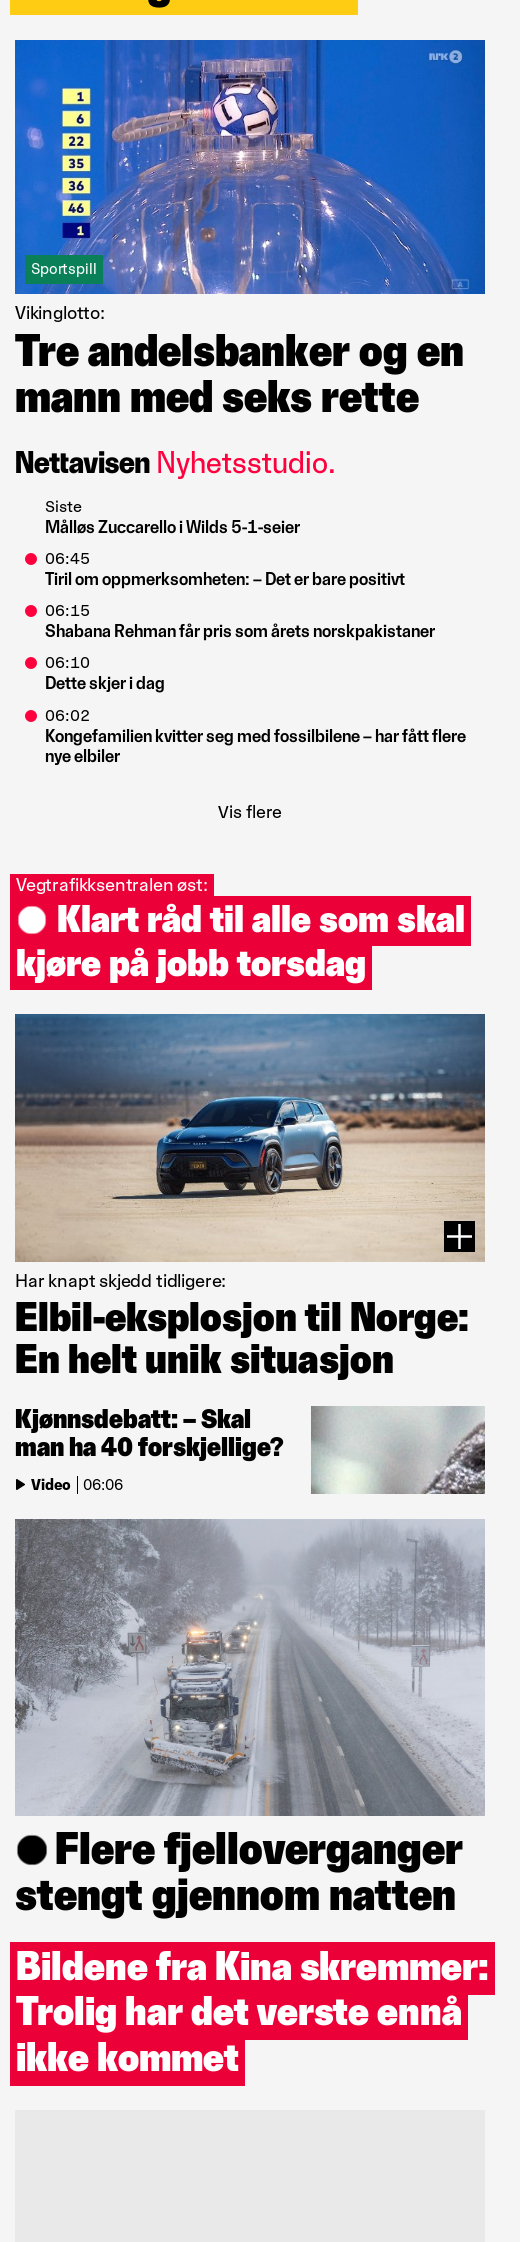 NRK 2
1
6
22
35
36
46
1
Sportspill
Vikinglotto:
Tre andelsbanker og en
mann med seks rette
Nettavisen Nyhetsstudio.
Siste
Målløs Zuccarello i Wilds 5-1-seier
06:45
Tiril om oppmerksomheten: – Det er bare positivt
06:15
Shabana Rehman får pris som årets norskpakistaner
06:10
Dette skjer i dag
06:02
Kongefamilien kvitter seg med fossilbilene – har fått flere
nye elbiler
Vis flere
Vegtrafikksentralen øst:
Klart råd til alle som skal
kjøre på jobb torsdag
Har knapt skjedd tidligere:
Elbil-eksplosjon til Norge:
En helt unik situasjon
Kjønnsdebatt: – Skal
man ha 40 forskjellige?
Video | 06:06
Flere fjelloverganger
stengt gjennom natten
Bildene fra Kina skremmer:
Trolig har det verste ennå
ikke kommet